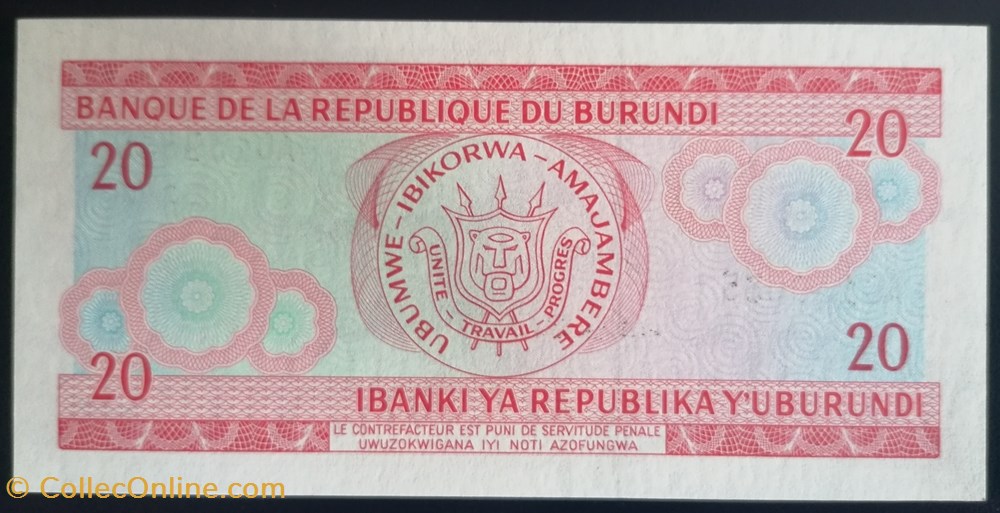 BANQUE DE LA REPUBLIQUE DU BURUNDI
20
20
UBUMWE - IBIKORWA - AMAJAMBERE
UNITE - TRAVAIL - PROGRES
20
20
IBANKI YA REPUBLIKA Y'UBURUNDI
LE CONTREFACTEUR EST PUNI DE SERVITUDE PENALE
UWUZOKWIGANA IYI NOTI AZOFUNGWA
© CollecOnline.com